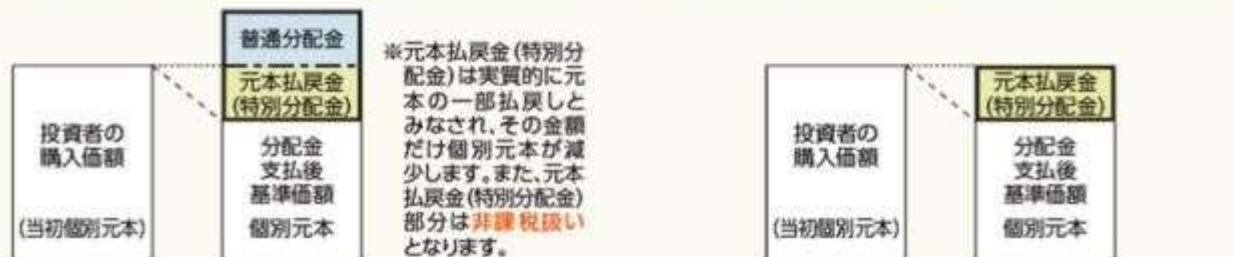 普通分配金
元本払戻金
(特別分配金)
投資者の
購入価額
(当初個別元本)
分配金
支払後
基準価額
個別元本
※元本払戻金(特別分
配金)は実質的に元
本の一部払戻しと
みなされ、その金額
だけ個別元本が減
少します。また、元本
払戻金(特別分配金)
部分は非課税扱い
となります。
投資者の
購入価額
(当初個別元本)
元本払戻金
(特別分配金)
分配金
支払後
基準価額
個別元本